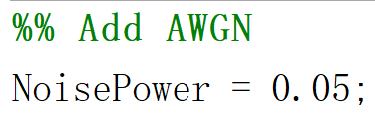 %% Add AWGN
NoisePower = 0.05;